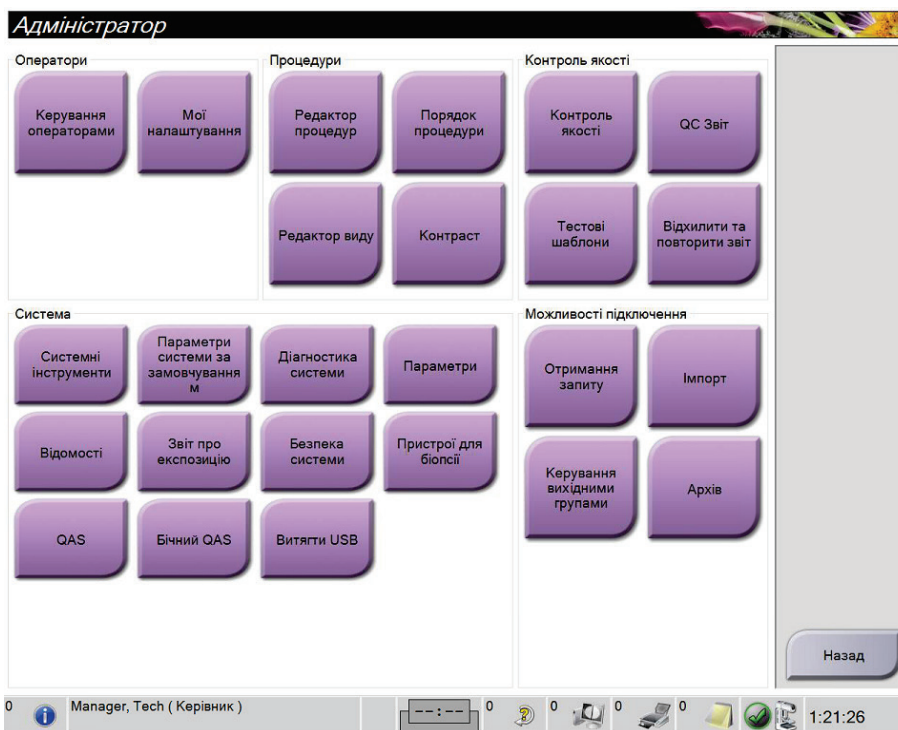 Адміністратор
Оператори
Керування
операторами
Мої
налаштування
Процедури
Редактор
процедур
Порядок
процедури
Редактор виду
Контраст
Контроль якості
Контроль
якості
QC Звіт
Тестові
шаблони
Відхилити та
повторити звіт
Система
Системні
інструменти
Параметри
системи за
замовчування
м
Діагностика
системи
Параметри
Відомості
Звіт про
експозицію
Безпека
системи
Пристрої для
біопсії
QAS
Бічний QAS
Витягти USB
Можливості підключення
Отримання
запиту
Імпорт
Керування
вихідними
групами
Архів
Назад
0 Manager, Tech ( Керівник ) --:-- 0 0 0 0 1:21:26